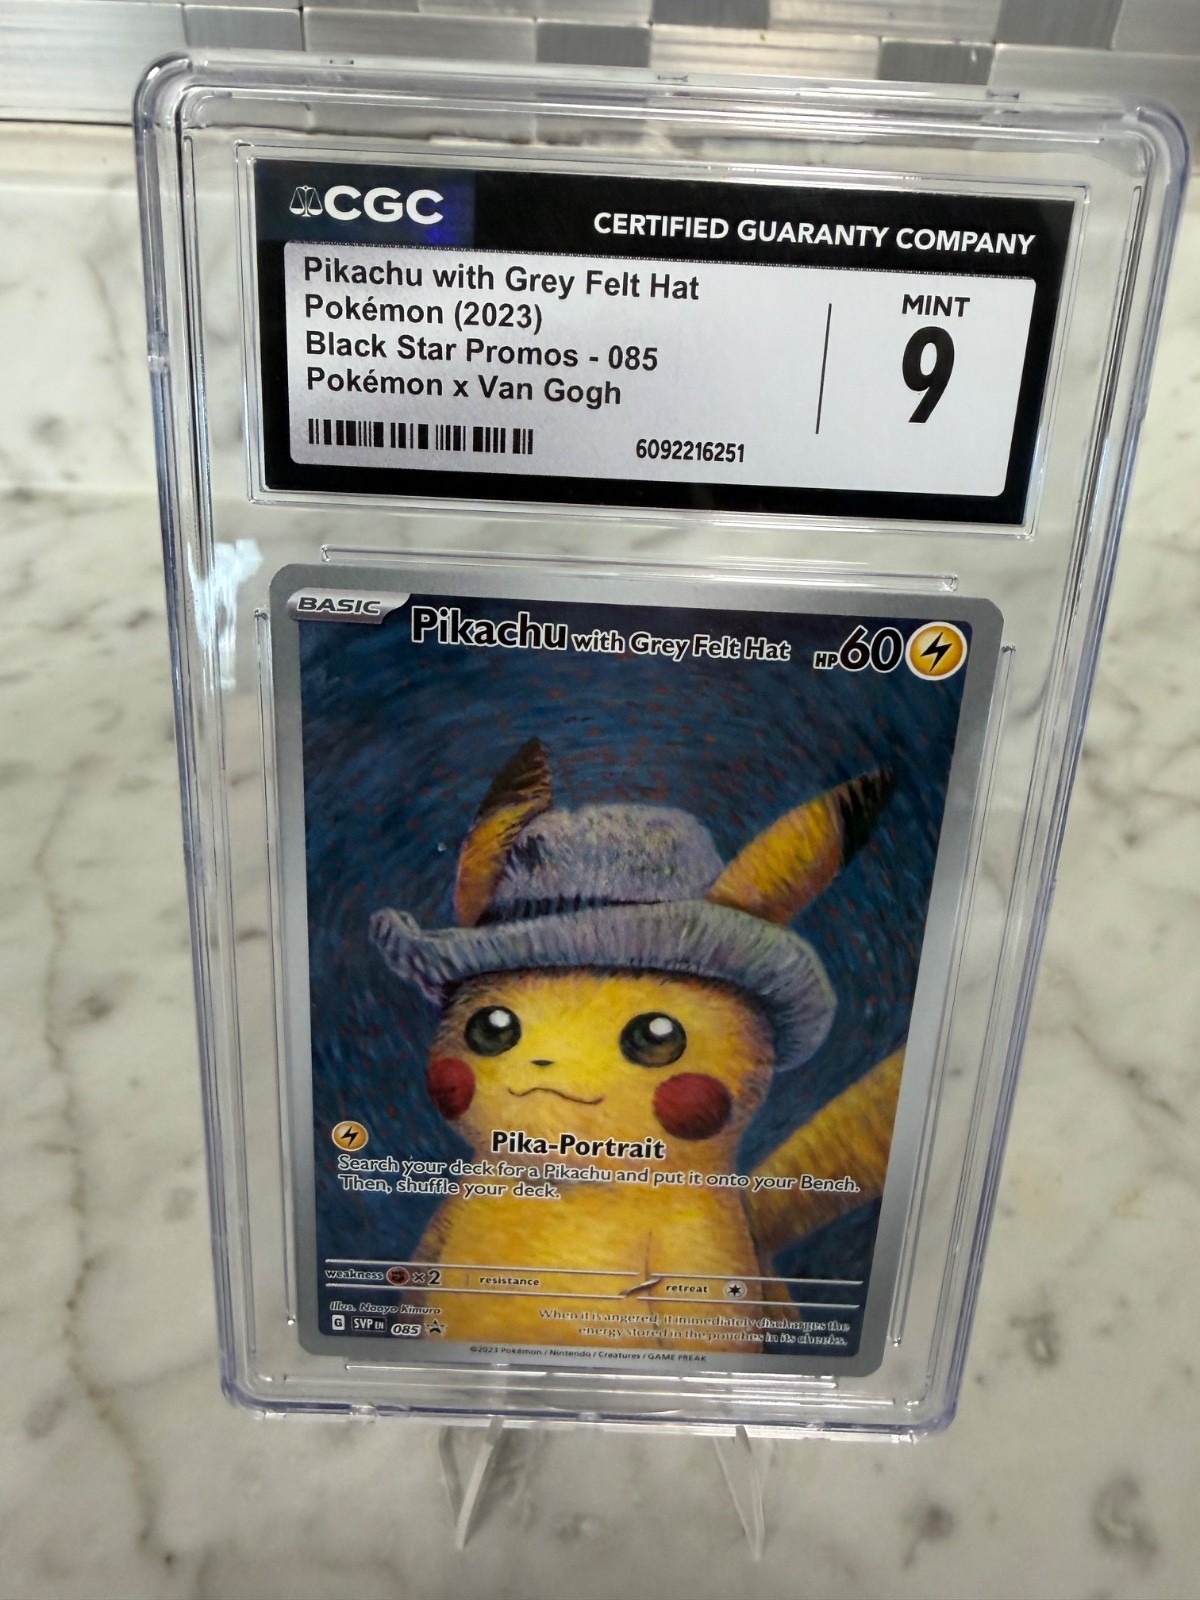 CGC
CERTIFIED GUARANTY COMPANY
Pikachu with Grey Felt Hat
Pokémon (2023)
Black Star Promos - 085
Pokémon x Van Gogh
MINT
9
6092216251
BASIC
Pikachu with Grey Felt Hat HP60
Pika-Portrait
Search your deck for a Pikachu and put it onto your Bench.
Then, shuffle your deck.
weakness ×2 resistance retreat
Illus. Naoyo Kimura
G SVP EN 085
When it is angered, it immediately discharges the
energy stored in the pouches in its cheeks.
©2023 Pokémon / Nintendo / Creatures / GAME FREAK